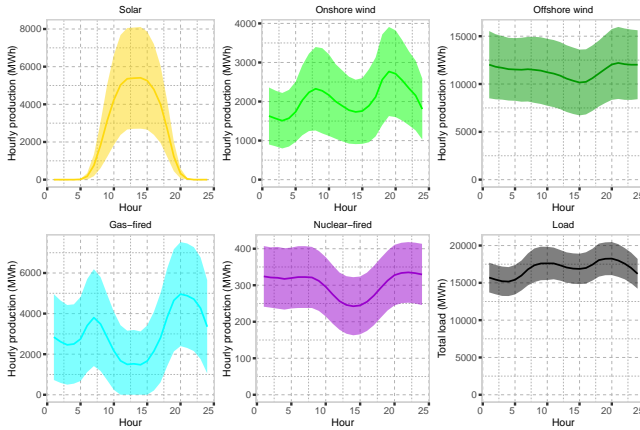 Solar
Onshore wind
Offshore wind
Hourly production (MWh)
8000
6000
4000
2000
0
0 5 10 15 20 25
Hour
Hourly production (MWh)
4000
3000
2000
1000
0
0 5 10 15 20 25
Hour
Hourly production (MWh)
15000
10000
5000
0
0 5 10 15 20 25
Hour
Gas−fired
Nuclear−fired
Load
Hourly production (MWh)
6000
4000
2000
0
0 5 10 15 20 25
Hour
Hourly production (MWh)
400
300
200
100
0
0 5 10 15 20 25
Hour
Total load (MWh)
20000
15000
10000
5000
0
0 5 10 15 20 25
Hour